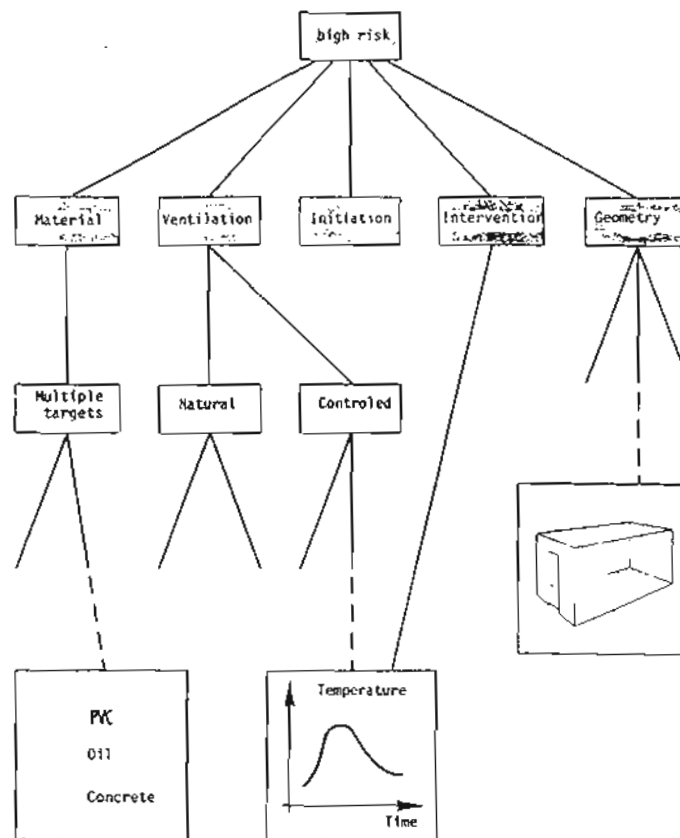 high risk
Material
Ventilation
Initiation
Intervention
Geometry
Multiple
targets
Natural
Controled
Temperature
Time
PVC
Oil
Concrete